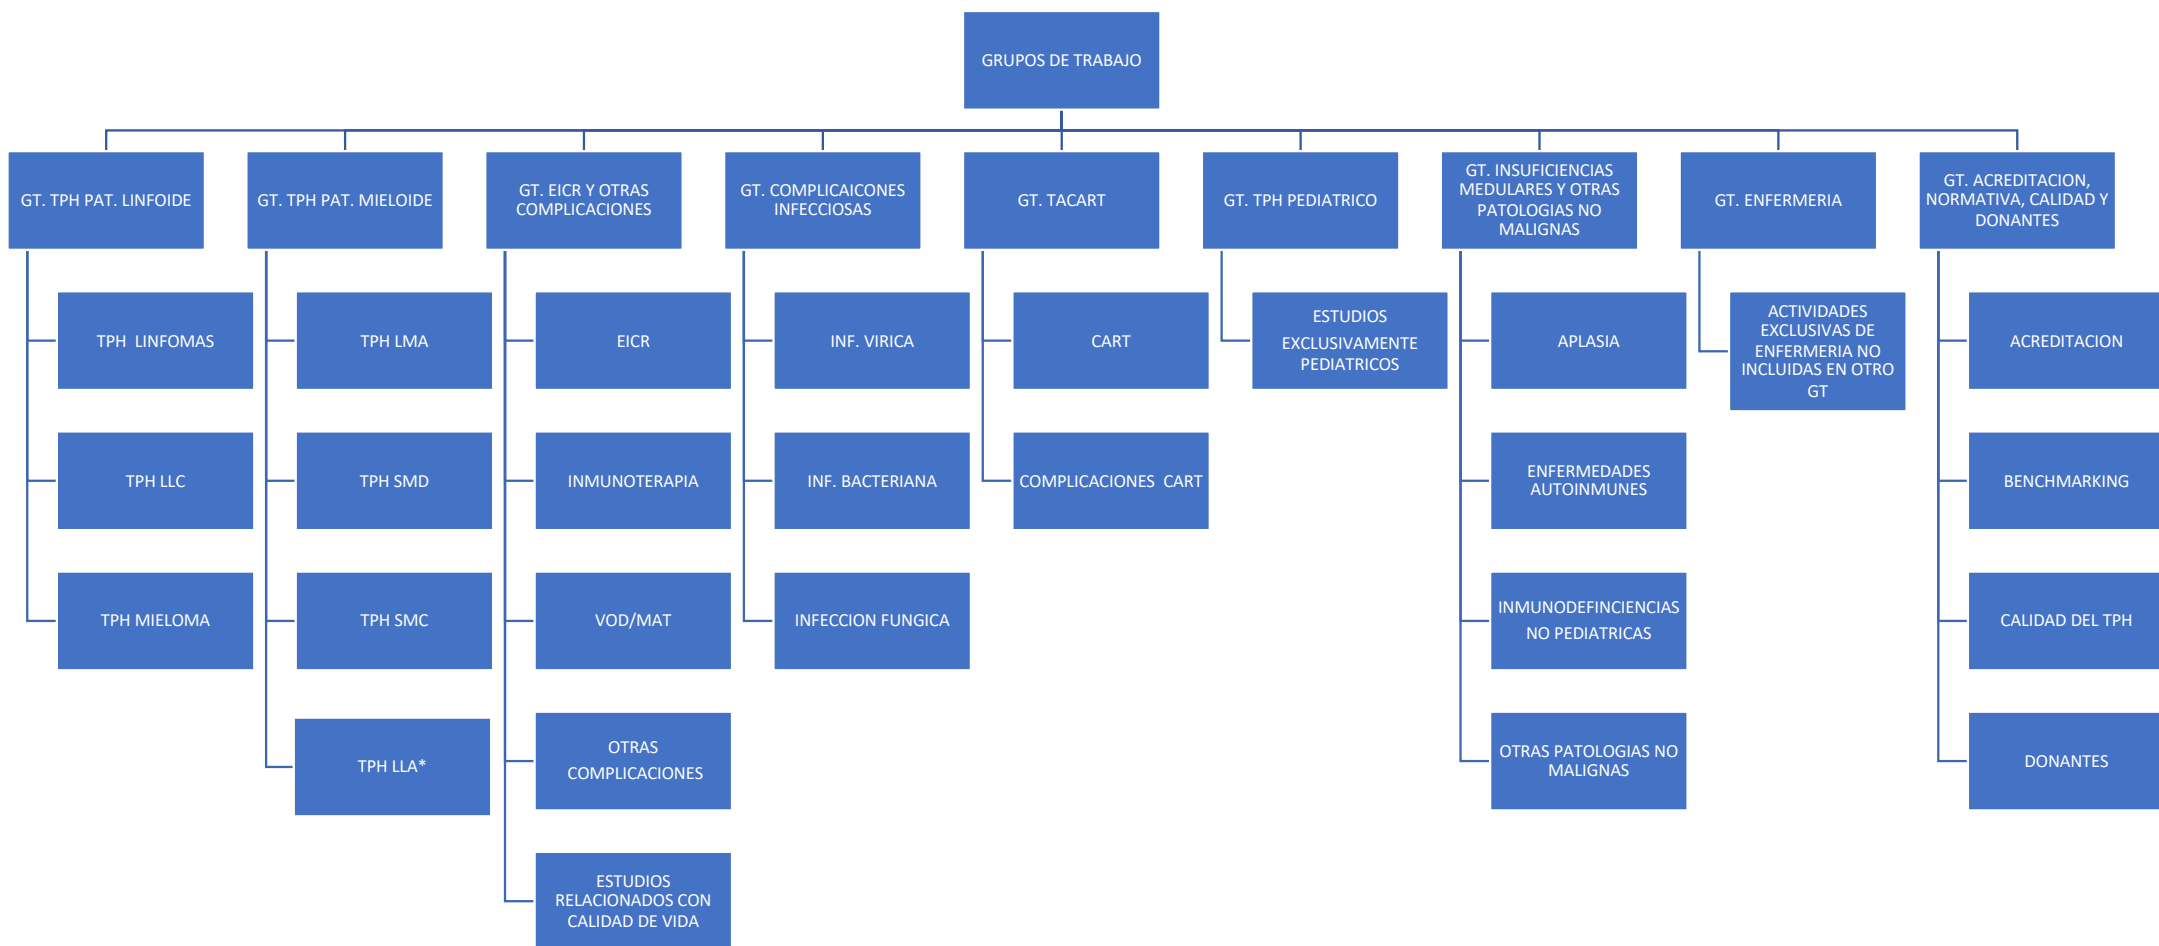 GRUPOS DE TRABAJO
GT. TPH PAT. LINFOIDE
GT. TPH PAT. MIELOIDE
GT. EICR Y OTRAS
COMPLICACIONES
GT. COMPLICAICONES
INFECCIOSAS
GT. TACART
GT. TPH PEDIATRICO
GT. INSUFICIENCIAS
MEDULARES Y OTRAS
PATOLOGIAS NO
MALIGNAS
GT. ENFERMERIA
GT. ACREDITACION,
NORMATIVA, CALIDAD Y
DONANTES
TPH LINFOMAS
TPH LLC
TPH MIELOMA
TPH LMA
TPH SMD
TPH SMC
TPH LLA*
EICR
INMUNOTERAPIA
VOD/MAT
OTRAS
COMPLICACIONES
ESTUDIOS
RELACIONADOS CON
CALIDAD DE VIDA
INF. VIRICA
INF. BACTERIANA
INFECCION FUNGICA
CART
COMPLICACIONES CART
ESTUDIOS
EXCLUSIVAMENTE
PEDIATRICOS
APLASIA
ENFERMEDADES
AUTOINMUNES
INMUNODEFINCIENCIAS
NO PEDIATRICAS
OTRAS PATOLOGIAS NO
MALIGNAS
ACTIVIDADES
EXCLUSIVAS DE
ENFERMERIA NO
INCLUIDAS EN OTRO
GT
ACREDITACION
BENCHMARKING
CALIDAD DEL TPH
DONANTES